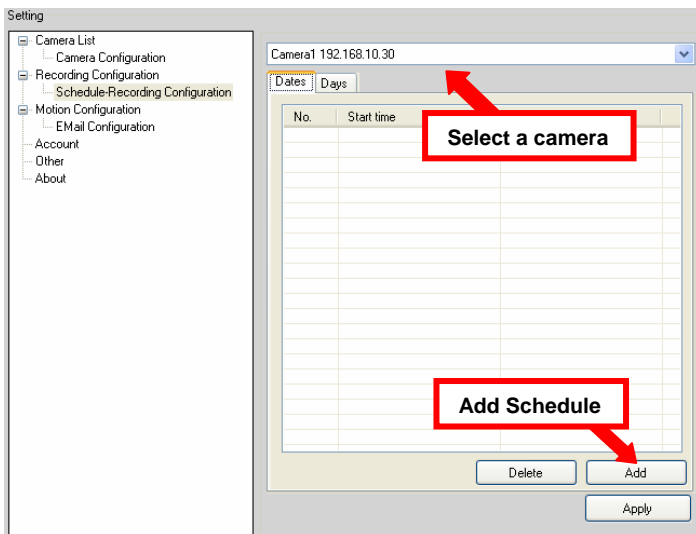 Setting
Camera List
Camera Configuration
Recording Configuration
Schedule-Recording Configuration
Motion Configuration
EMail Configuration
Account
Other
About
Camera1 192.168.10.30
Dates Days
No. Start time
Select a camera
Add Schedule
Delete Add
Apply